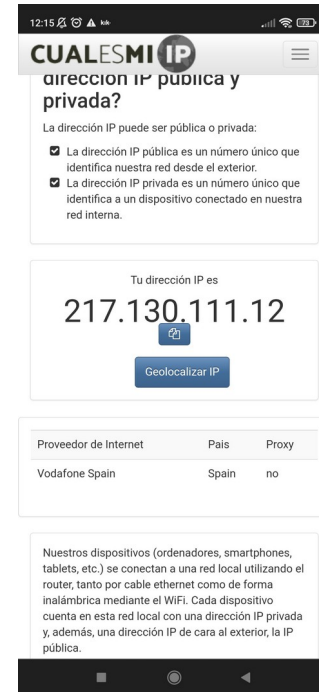 12:15
73
CUALESMI IP
dirección IP pública y
privada?
La dirección IP puede ser pública o privada:
La dirección IP pública es un número único que
identifica nuestra red desde el exterior.
La dirección IP privada es un número único que
identifica a un dispositivo conectado en nuestra
red interna.
Tu dirección IP es
217.130.111.12
Geolocalizar IP
Proveedor de Internet Pais Proxy
Vodafone Spain Spain no
Nuestros dispositivos (ordenadores, smartphones,
tablets, etc.) se conectan a una red local utilizando el
router, tanto por cable ethernet como de forma
inalámbrica mediante el WiFi. Cada dispositivo
cuenta en esta red local con una dirección IP privada
y, además, una dirección IP de cara al exterior, la IP
pública.